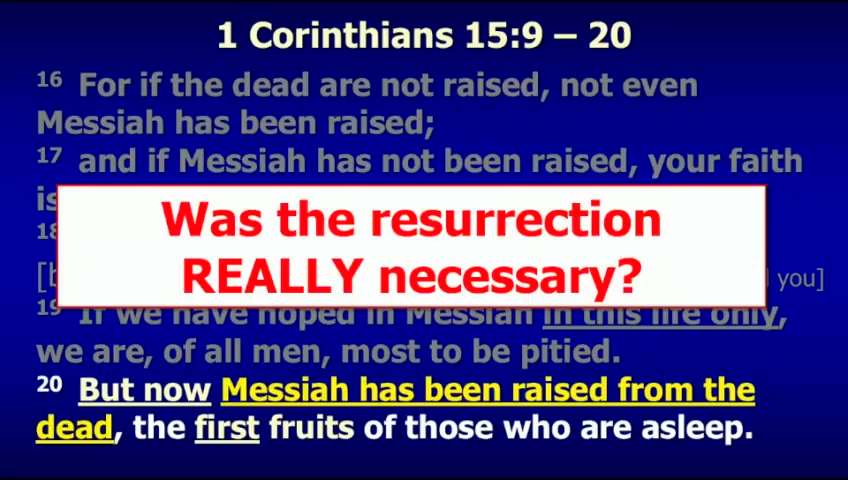 1 Corinthians 15:9 – 20
16 For if the dead are not raised, not even
Messiah has been raised;
17 and if Messiah has not been raised, your faith
Was the resurrection
REALLY necessary?
you]
19 If we have hoped in Messiah in this life only,
we are, of all men, most to be pitied.
20 But now Messiah has been raised from the
dead, the first fruits of those who are asleep.